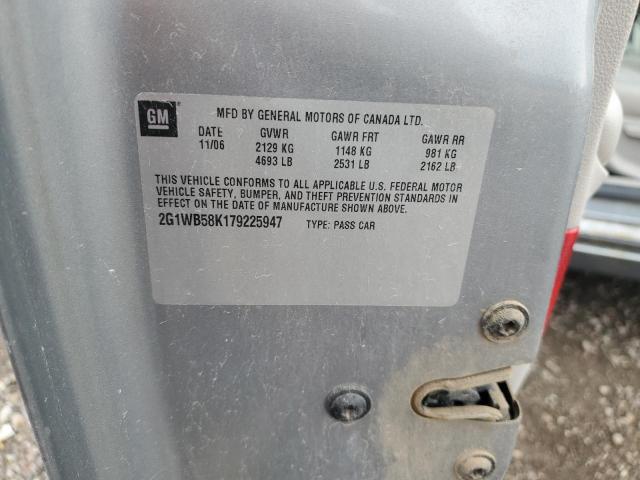 GM
MFD BY GENERAL MOTORS OF CANADA LTD.
DATE GVWR GAWR FRT GAWR RR
11/06 2129 KG 1148 KG 981 KG
4693 LB 2531 LB 2162 LB
THIS VEHICLE CONFORMS TO ALL APPLICABLE U.S. FEDERAL MOTOR
VEHICLE SAFETY, BUMPER, AND THEFT PREVENTION STANDARDS IN
EFFECT ON THE DATE OF MANUFACTURE SHOWN ABOVE.
2G1WB58K179225947 TYPE: PASS CAR